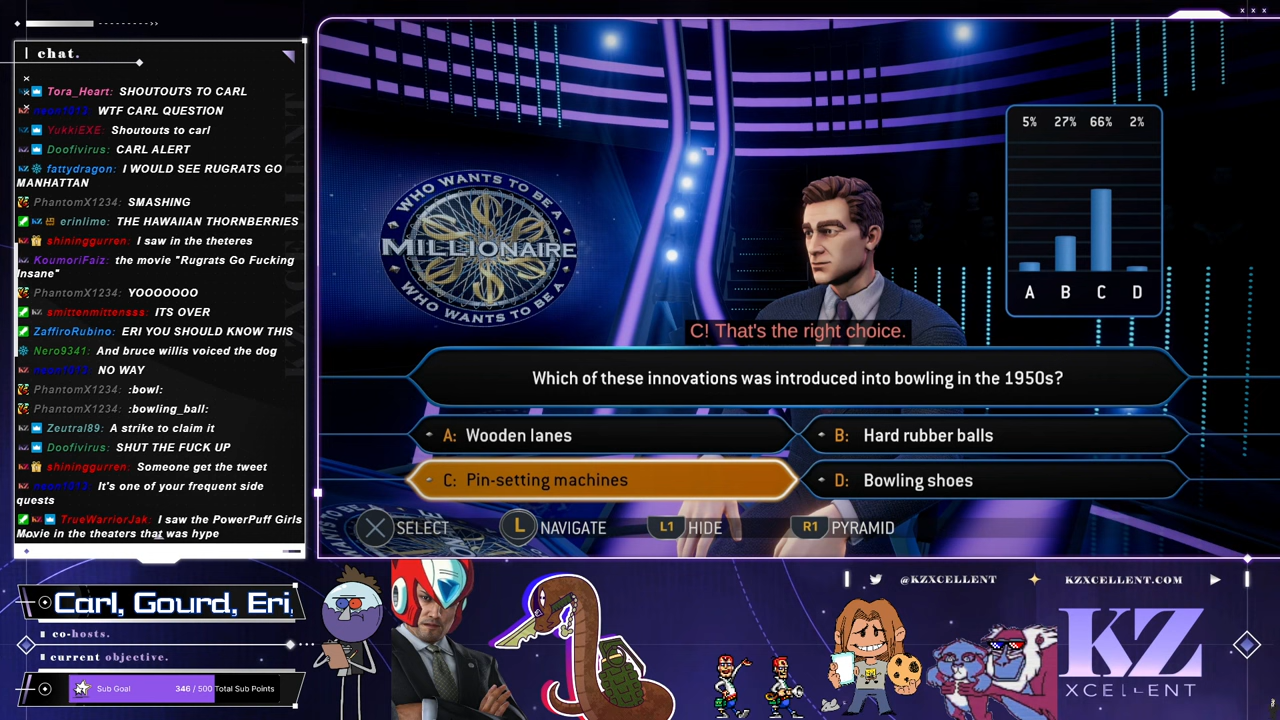 x x x
chat.
Tora_Heart: SHOUTOUTS TO CARL
neon1013: WTF CARL QUESTION
YukkiEXE: Shoutouts to carl
Doofivirus: CARL ALERT
fattydragon: I WOULD SEE RUGRATS GO
MANHATTAN
PhantomX1234: SMASHING
erinlime: THE HAWAIIAN THORNBERRIES
shininggurren: I saw in the theteres
KoumoriFaiz: the movie "Rugrats Go Fucking
Insane"
PhantomX1234: YOOOOOOO
smittenmittensss: ITS OVER
ZaffiroRubino: ERI YOU SHOULD KNOW THIS
Nero9341: And bruce willis voiced the dog
neon1013: NO WAY
PhantomX1234: :bowl:
PhantomX1234: :bowling_ball:
Zeutral89: A strike to claim it
Doofivirus: SHUT THE FUCK UP
shininggurren: Someone get the tweet
neon1013: It's one of your frequent side
quests
TrueWarriorJak: I saw the PowerPuff Girls
Movie in the theaters that was hype
WHO WANTS TO BE A
MILLIONAIRE
WHO WANTS TO BE A
5% 27% 66% 2%
A B C D
C! That's the right choice.
Which of these innovations was introduced into bowling in the 1950s?
A: Wooden lanes
B: Hard rubber balls
C: Pin-setting machines
D: Bowling shoes
SELECT L NAVIGATE L1 HIDE R1 PYRAMID
Carl, Gourd, Eri,
co-hosts.
current objective.
Sub Goal 346 / 500 Total Sub Points
@KZXCELLENT KZXCELLENT.COM
KZ
XCELLENT